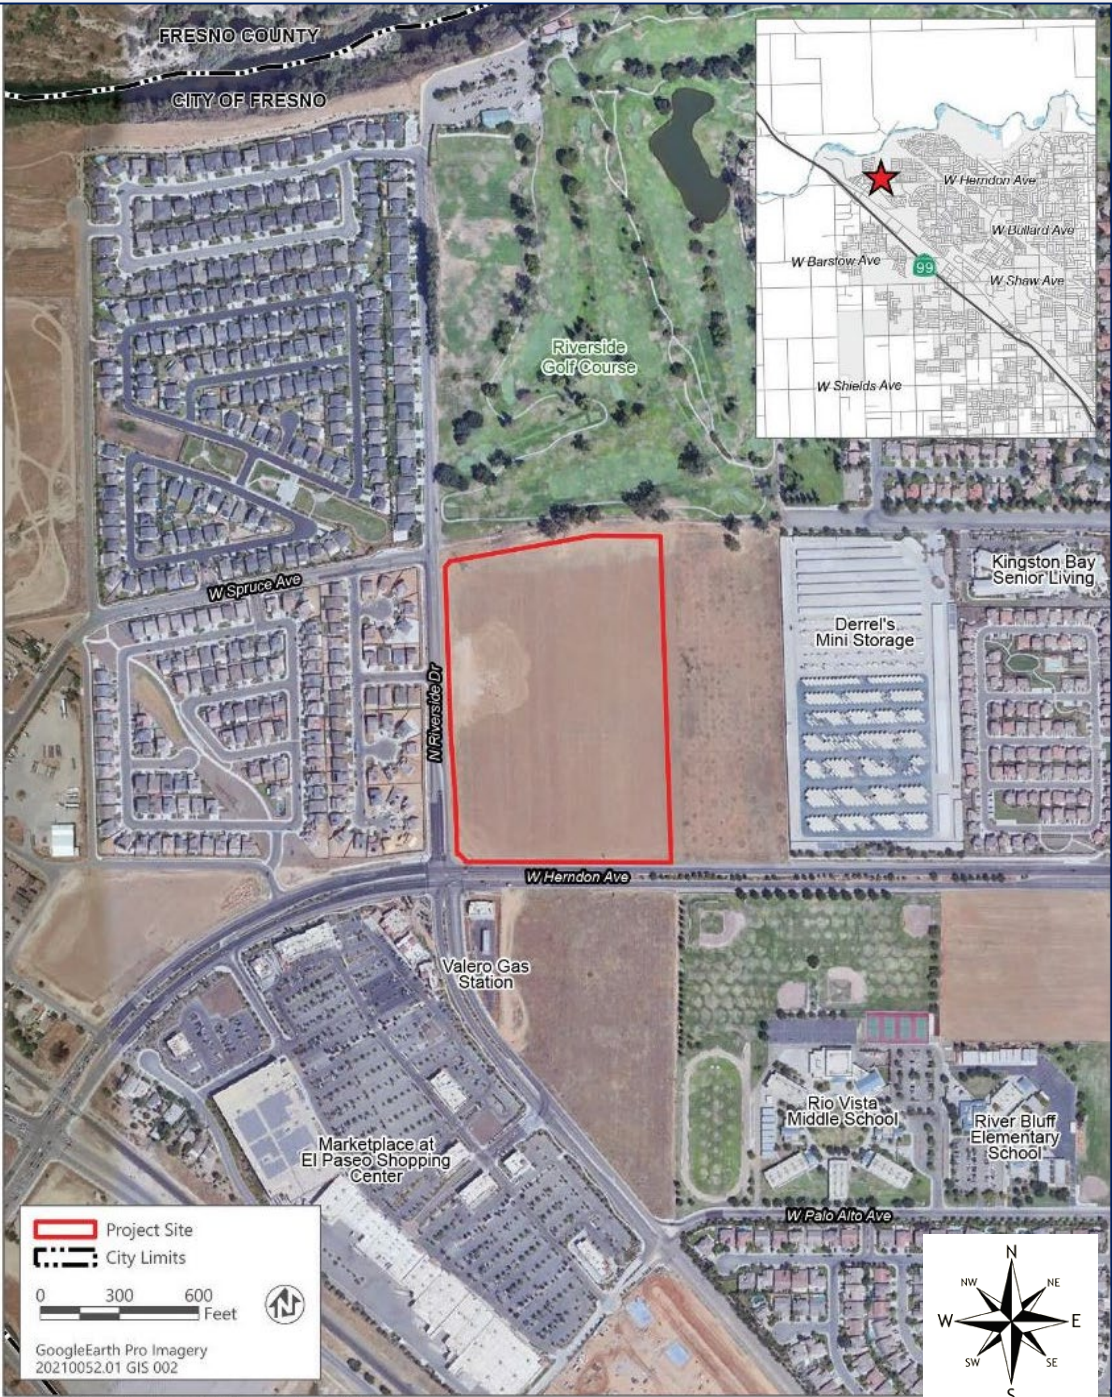 FRESNO COUNTY
CITY OF FRESNO
W Herndon Ave
W Bullard Ave
W Barstow Ave
99
W Shaw Ave
W Shields Ave
Riverside
Golf Course
W Spruce Ave
Kingston Bay
Senior Living
Derrel's
Mini Storage
N Riverside Dr
W Herndon Ave
Valero Gas
Station
Rio Vista
Middle School
River Bluff
Elementary
School
Marketplace at
El Paseo Shopping
Center
W Palo Alto Ave
Project Site
City Limits
0 300 600
Feet
N
GoogleEarth Pro Imagery
20210052.01 GIS 002
N
NW NE
W E
SW SE
S